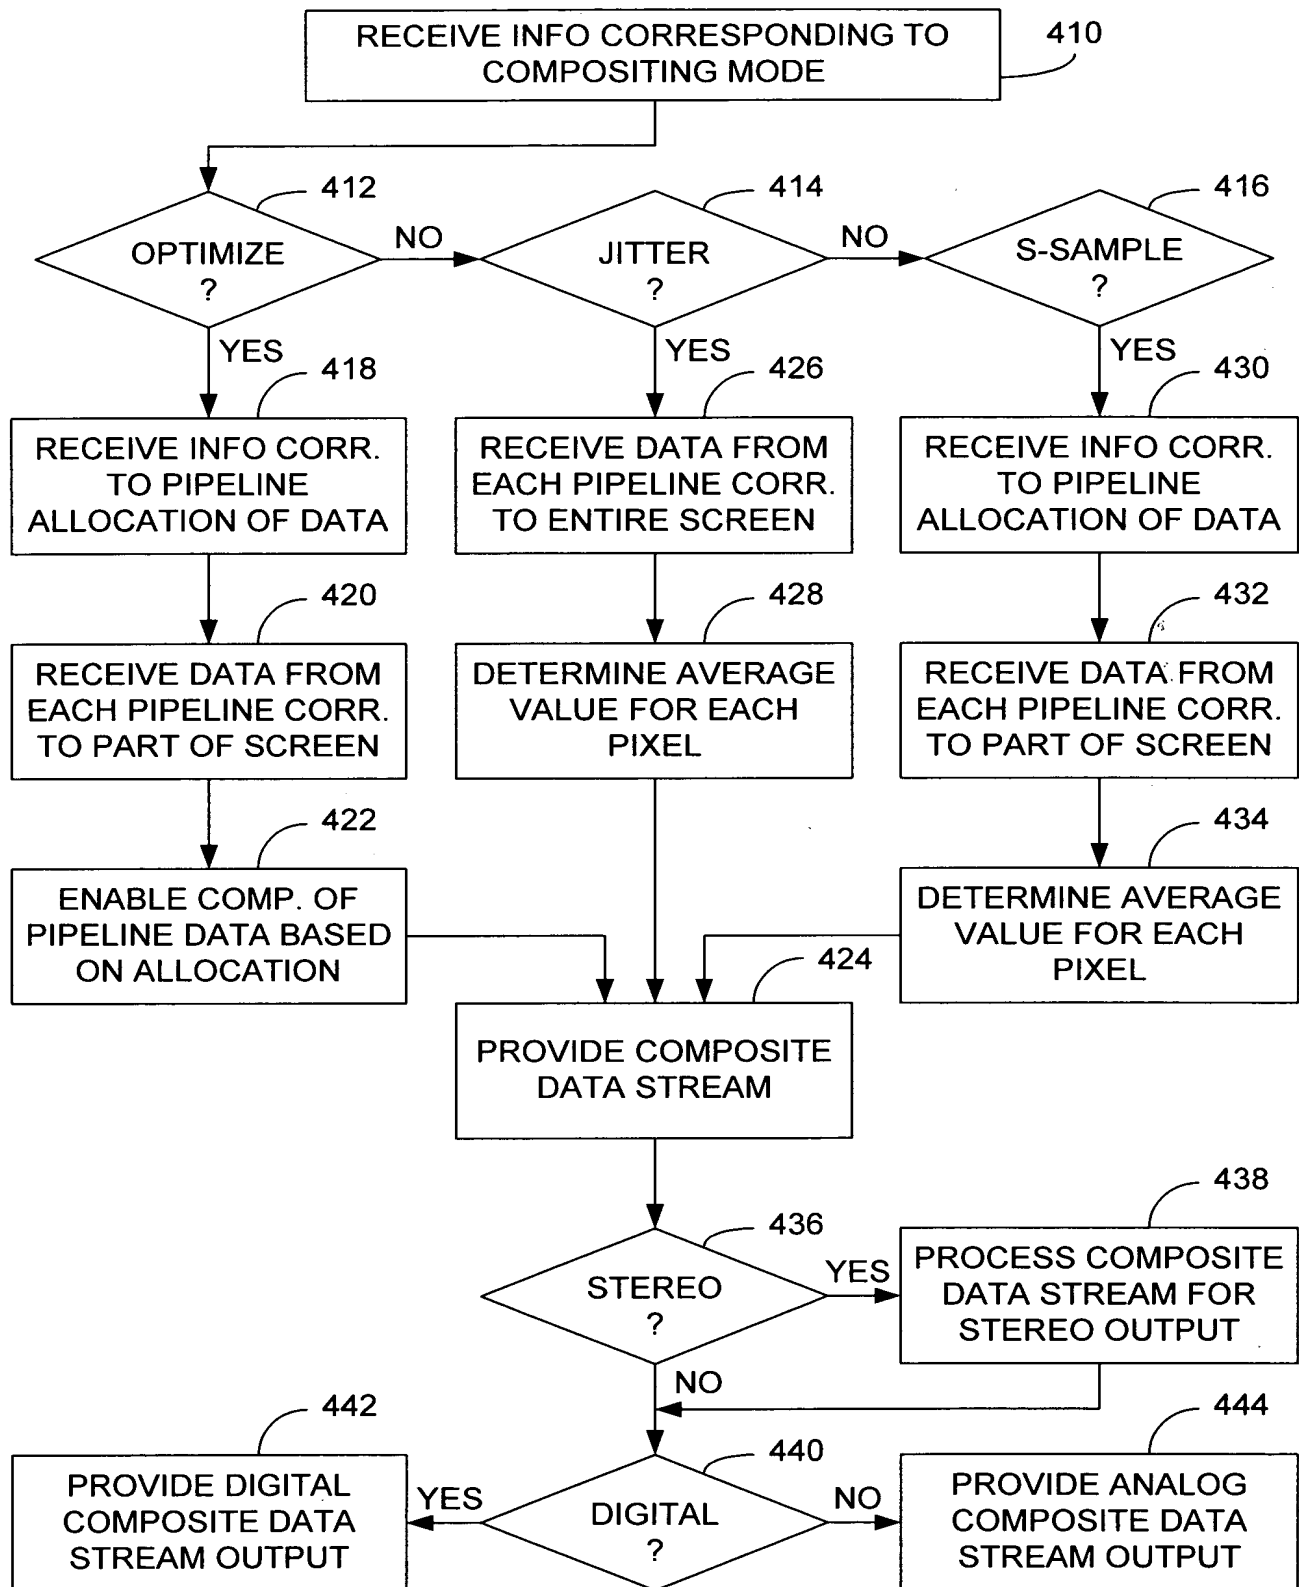 RECEIVE INFO CORRESPONDING TO
COMPOSITING MODE
410
412
414
416
OPTIMIZE
?
NO
JITTER
?
NO
S-SAMPLE
?
YES
YES
YES
418
426
430
RECEIVE INFO CORR.
TO PIPELINE
ALLOCATION OF DATA
RECEIVE DATA FROM
EACH PIPELINE CORR.
TO ENTIRE SCREEN
RECEIVE INFO CORR.
TO PIPELINE
ALLOCATION OF DATA
420
428
432
RECEIVE DATA FROM
EACH PIPELINE CORR.
TO PART OF SCREEN
DETERMINE AVERAGE
VALUE FOR EACH
PIXEL
RECEIVE DATA FROM
EACH PIPELINE CORR.
TO PART OF SCREEN
422
434
ENABLE COMP. OF
PIPELINE DATA BASED
ON ALLOCATION
DETERMINE AVERAGE
VALUE FOR EACH
PIXEL
424
PROVIDE COMPOSITE
DATA STREAM
436
438
STEREO
?
YES
PROCESS COMPOSITE
DATA STREAM FOR
STEREO OUTPUT
NO
442
440
444
PROVIDE DIGITAL
COMPOSITE DATA
STREAM OUTPUT
YES
DIGITAL
?
NO
PROVIDE ANALOG
COMPOSITE DATA
STREAM OUTPUT